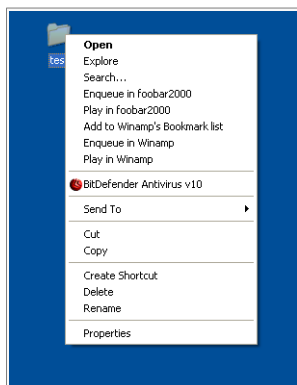 tes
Open
Explore
Search...
Enqueue in foobar2000
Play in foobar2000
Add to Winamp's Bookmark list
Enqueue in Winamp
Play in Winamp
BitDefender Antivirus v10
Send To
Cut
Copy
Create Shortcut
Delete
Rename
Properties